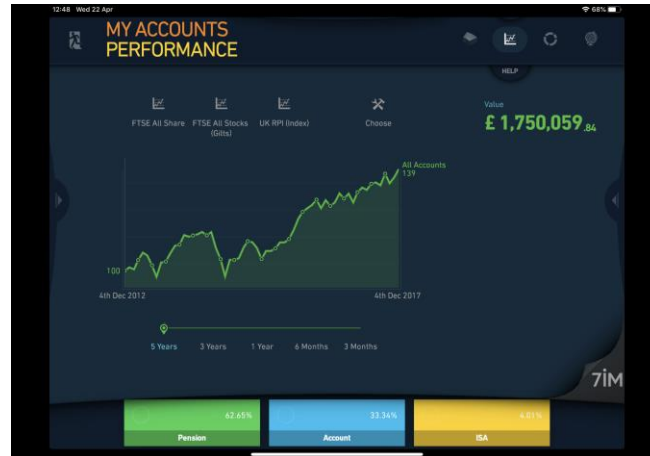 12:48 Wed 22 Apr
68%
MY ACCOUNTS
PERFORMANCE
HELP
FTSE All Share
FTSE All Stocks
(Gilts)
UK RPI (Index)
Choose
Value
£ 1,750,059.84
All Accounts
139
100
4th Dec 2012
4th Dec 2017
5 Years
3 Years
1 Year
6 Months
3 Months
7iM
62.65%
33.34%
4.01%
Pension
Account
ISA